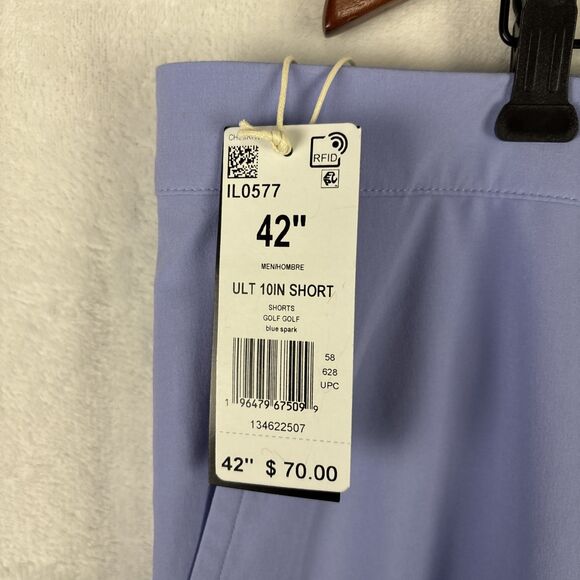 RFID
IL0577
42"
MEN/HOMBRE
ULT 10IN SHORT
SHORTS
GOLF GOLF
blue spark
58
628
UPC
1 96479 67509 9
134622507
42" $ 70.00